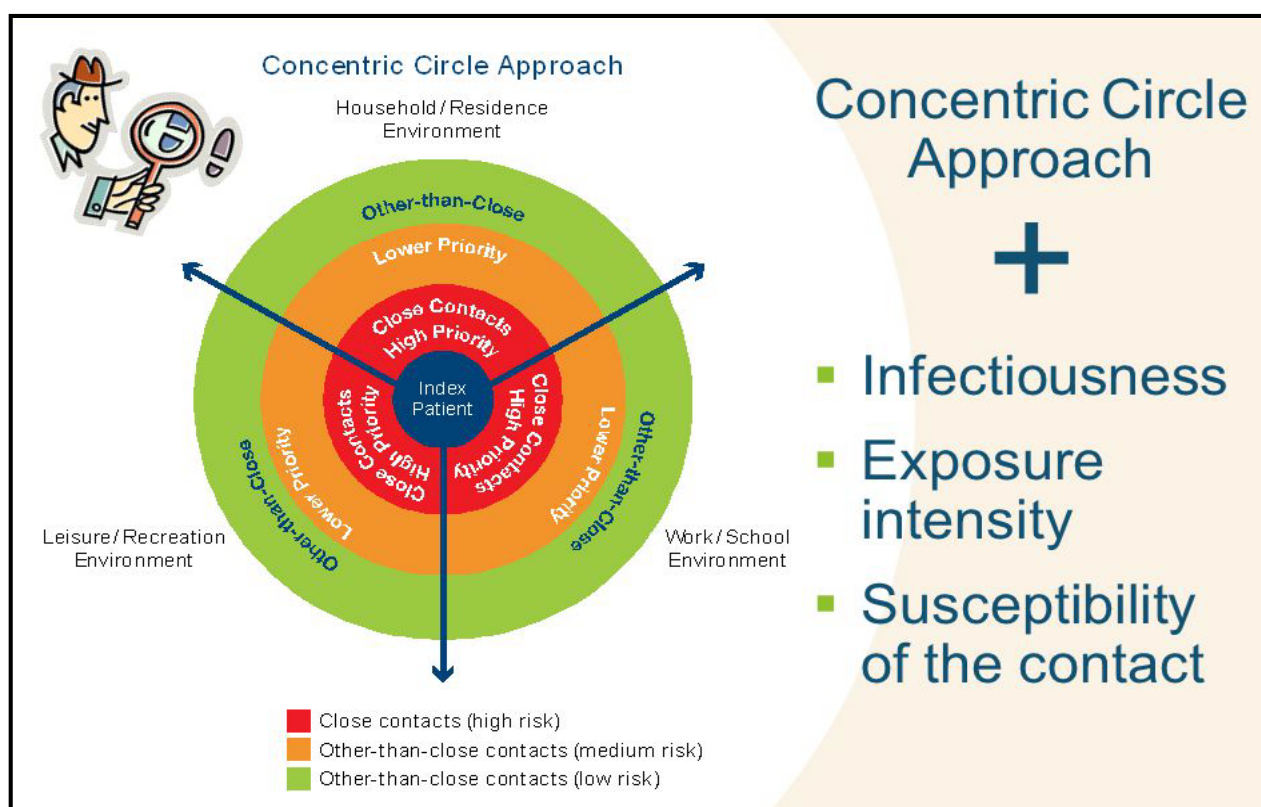 Concentric Circle Approach
Household/Residence
Environment
Other-than-Close
Lower Priority
Close Contacts
High Priority
Index
Patient
Close Contacts
High Priority
Lower Priority
Other-than-Close
Close Contacts
High Priority
Lower Priority
Other-than-Close
Leisure/Recreation
Environment
Work/School
Environment
Close contacts (high risk)
Other-than-close contacts (medium risk)
Other-than-close contacts (low risk)
Concentric Circle
Approach
+
Infectiousness
Exposure
intensity
Susceptibility
of the contact